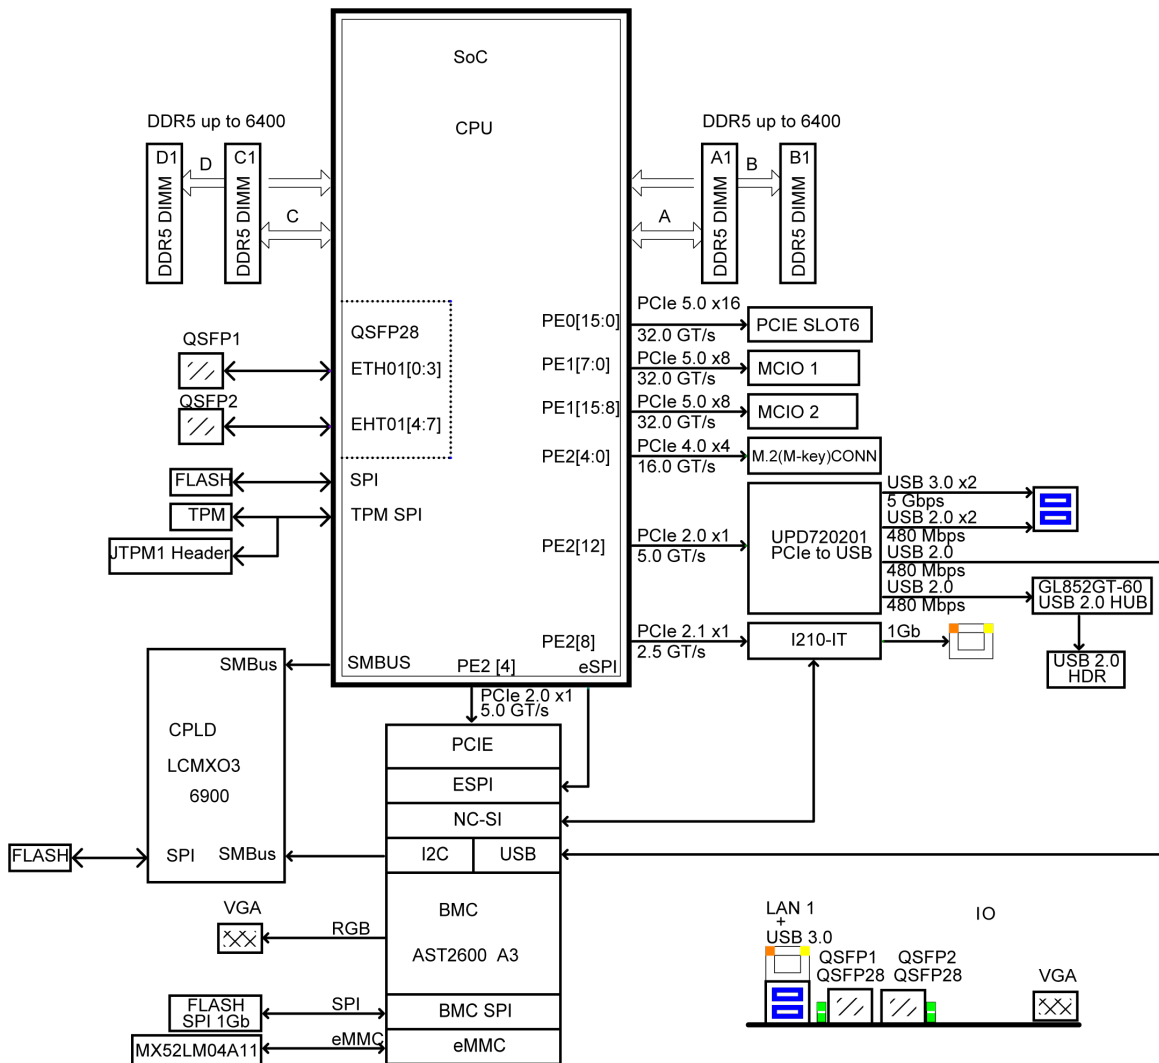 SoC
CPU
DDR5 up to 6400
D1
DDR5 DIMM
D
C1
DDR5 DIMM
C
DDR5 up to 6400
A1
DDR5 DIMM
B
B1
DDR5 DIMM
A
QSFP1
QSFP2
QSFP28
ETH01[0:3]
EHT01[4:7]
FLASH
SPI
TPM
TPM SPI
JTPM1 Header
PE0[15:0]
PCIe 5.0 x16
32.0 GT/s
PCIE SLOT6
PE1[7:0]
PCIe 5.0 x8
32.0 GT/s
MCIO 1
PE1[15:8]
PCIe 5.0 x8
32.0 GT/s
MCIO 2
PE2[4:0]
PCIe 4.0 x4
16.0 GT/s
M.2(M-key)CONN
PE2[12]
PCIe 2.0 x1
5.0 GT/s
UPD720201
PCIe to USB
USB 3.0 x2
5 Gbps
USB 2.0 x2
480 Mbps
USB 2.0
480 Mbps
USB 2.0
480 Mbps
GL852GT-60
USB 2.0 HUB
USB 2.0
HDR
PE2[8]
PCIe 2.1 x1
2.5 GT/s
I210-IT
1Gb
SMBUS
PE2 [4]
eSPI
PCIe 2.0 x1
5.0 GT/s
SMBus
CPLD
LCMXO3
6900
SPI
SMBus
FLASH
PCIE
ESPI
NC-SI
I2C
USB
BMC
AST2600 A3
BMC SPI
eMMC
VGA
RGB
FLASH
SPI 1Gb
SPI
MX52LM04A11
eMMC
IO
LAN 1
+
USB 3.0
QSFP1
QSFP28
QSFP2
QSFP28
VGA